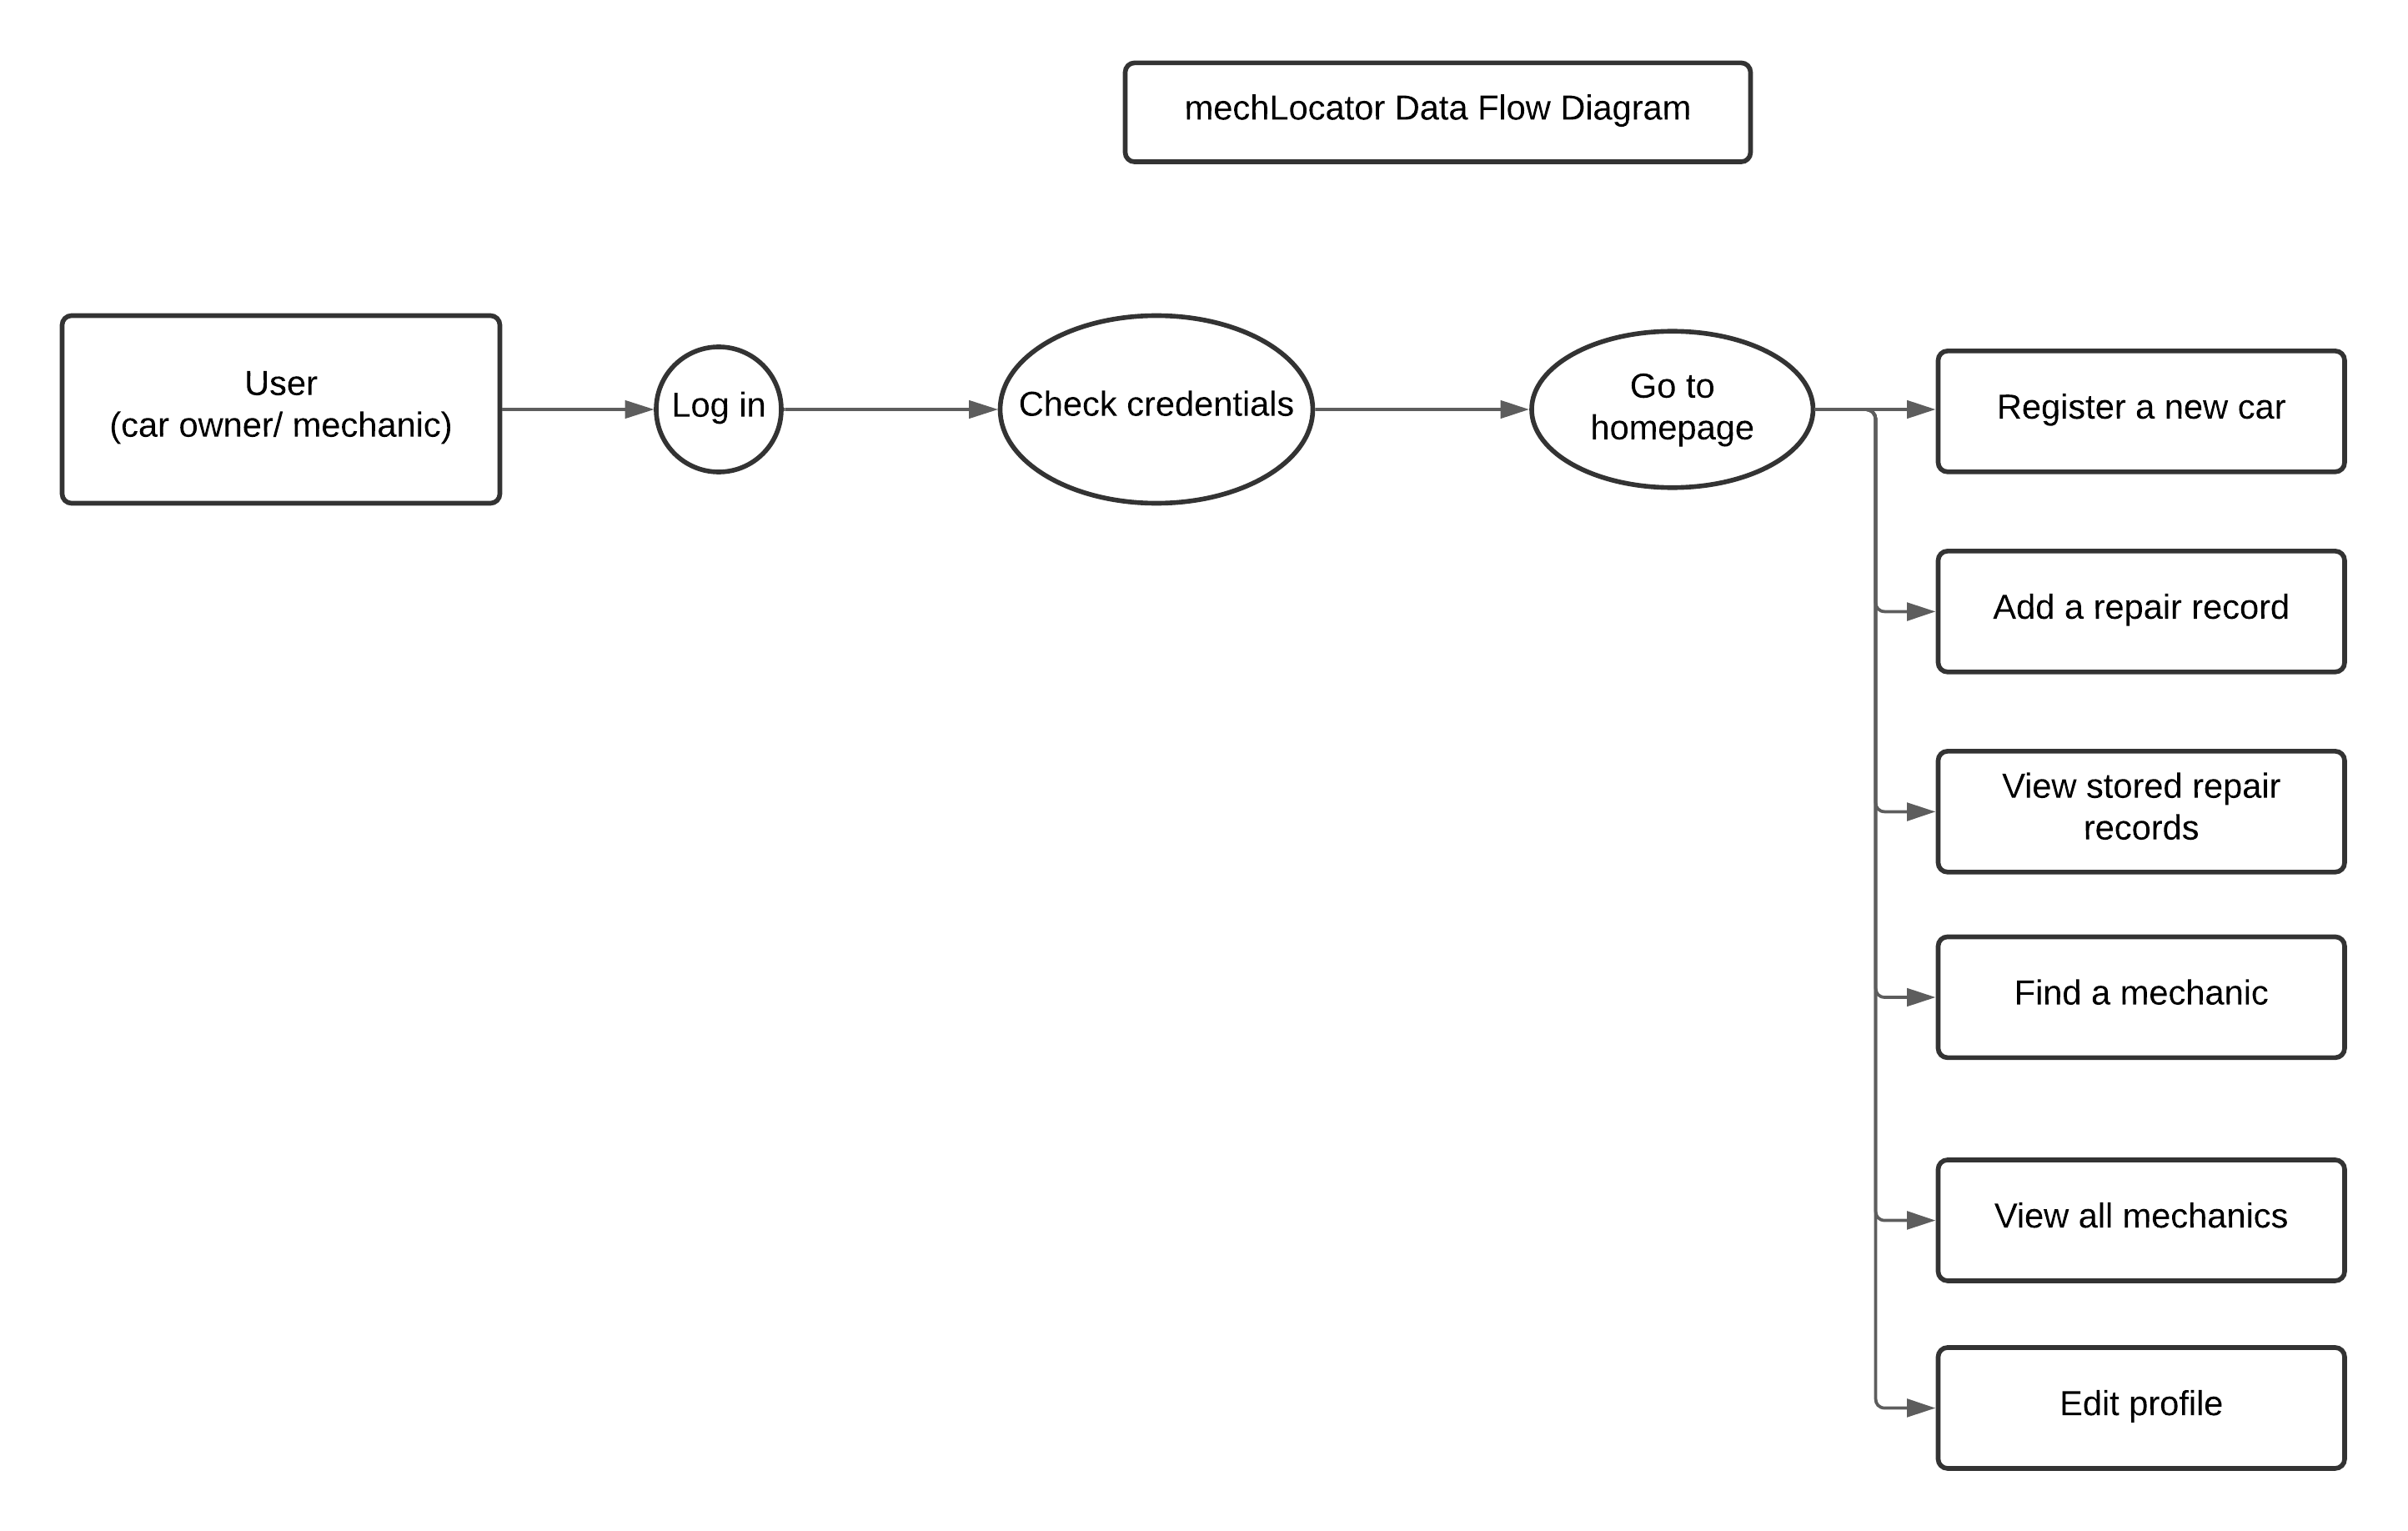 mechLocator Data Flow Diagram
User
(car owner/ mechanic)
Log in
Check credentials
Go to
homepage
Register a new car
Add a repair record
View stored repair
records
Find a mechanic
View all mechanics
Edit profile